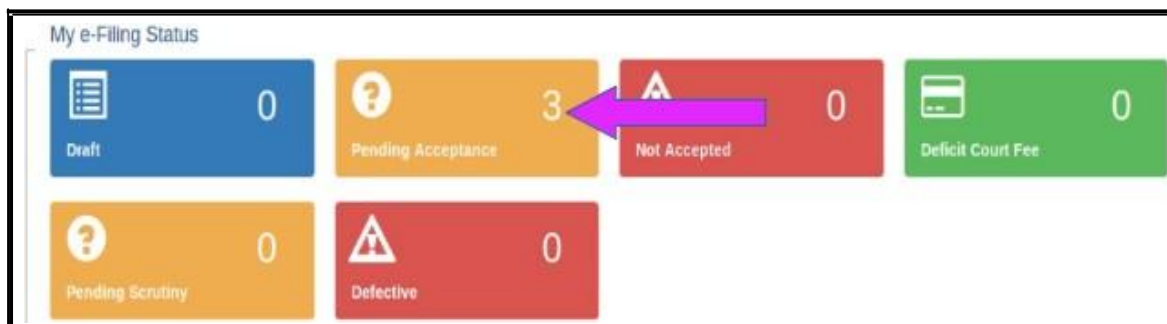 My e-Filing Status
0
Draft
3
Pending Acceptance
0
Not Accepted
0
Deficit Court Fee
0
Pending Scrutiny
0
Defective